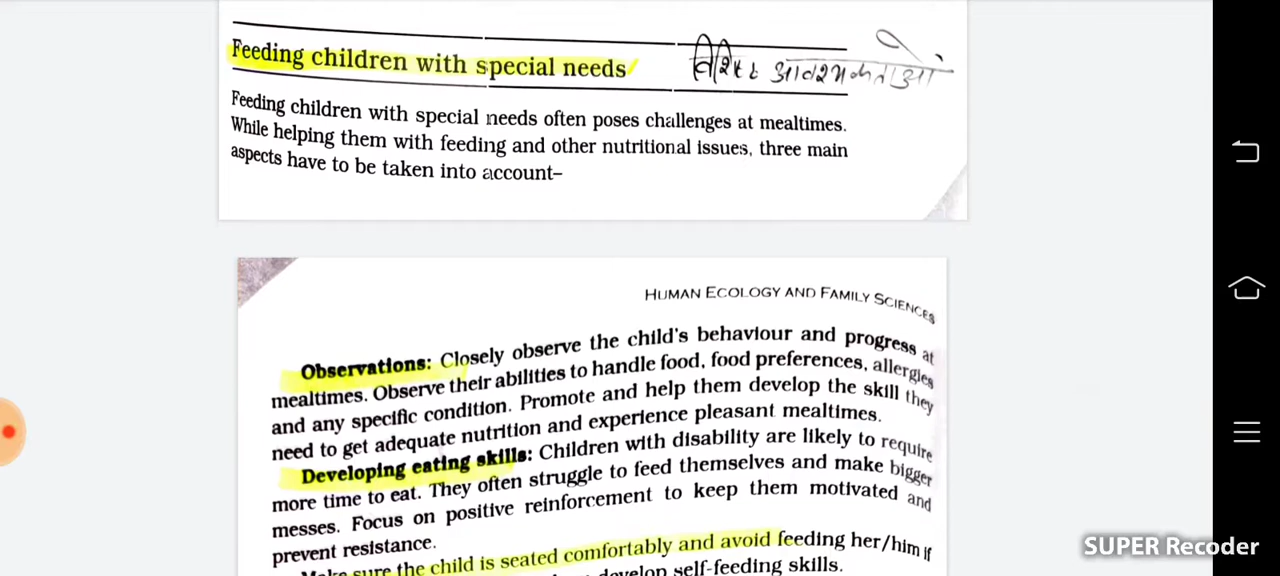 Feeding children with special needs
विशिष्ट आवश्यकताओं
Feeding children with special needs often poses challenges at mealtimes.
While helping them with feeding and other nutritional issues, three main
aspects have to be taken into account–
HUMAN ECOLOGY AND FAMILY SCIENCES
Observations: Closely observe the child's behaviour and progress at
mealtimes. Observe their abilities to handle food, food preferences, allergies
and any specific condition. Promote and help them develop the skill they
need to get adequate nutrition and experience pleasant mealtimes.
Developing eating skills: Children with disability are likely to require
more time to eat. They often struggle to feed themselves and make bigger
messes. Focus on positive reinforcement to keep them motivated and
prevent resistance.
Make sure the child is seated comfortably and avoid feeding her/him if
develop self-feeding skills.
SUPER Recoder